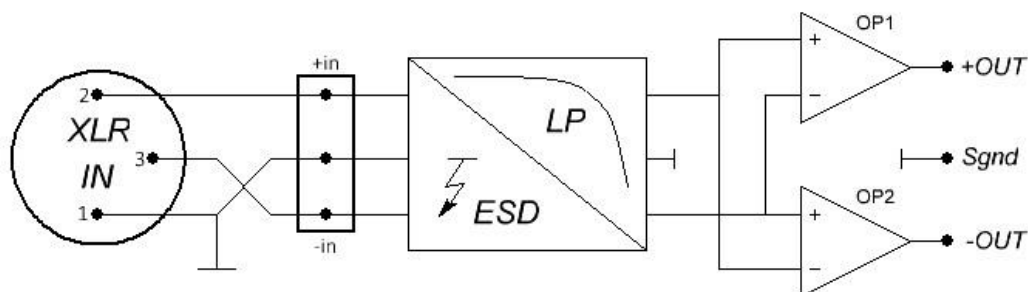 OP1
+in
+
+OUT
2
XLR
LP
−
3
Sgnd
IN
ESD
OP2
1
+
-in
-OUT
−